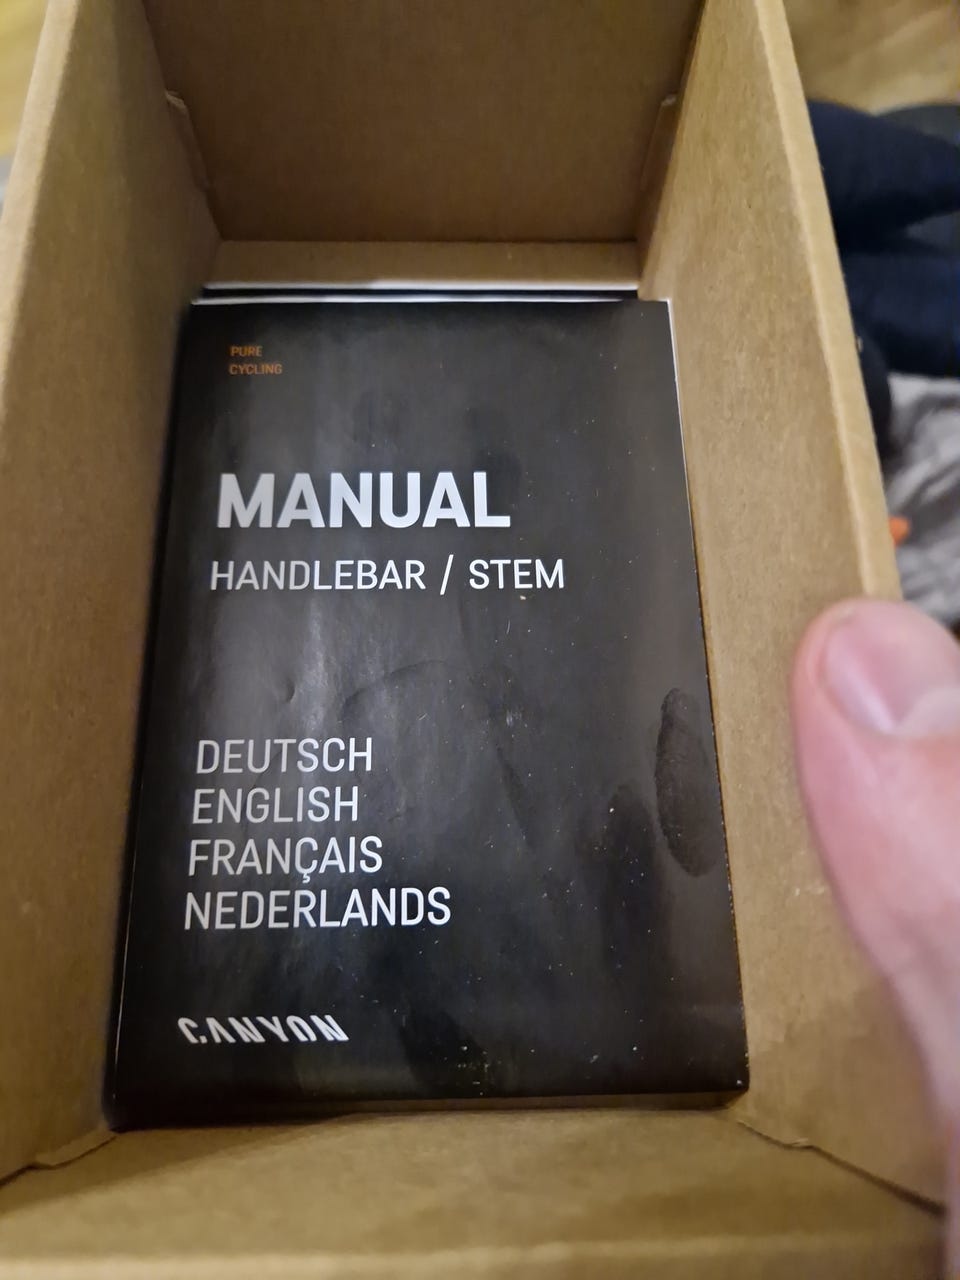 PURE
CYCLING
MANUAL
HANDLEBAR / STEM
DEUTSCH
ENGLISH
FRANÇAIS
NEDERLANDS
CANYON